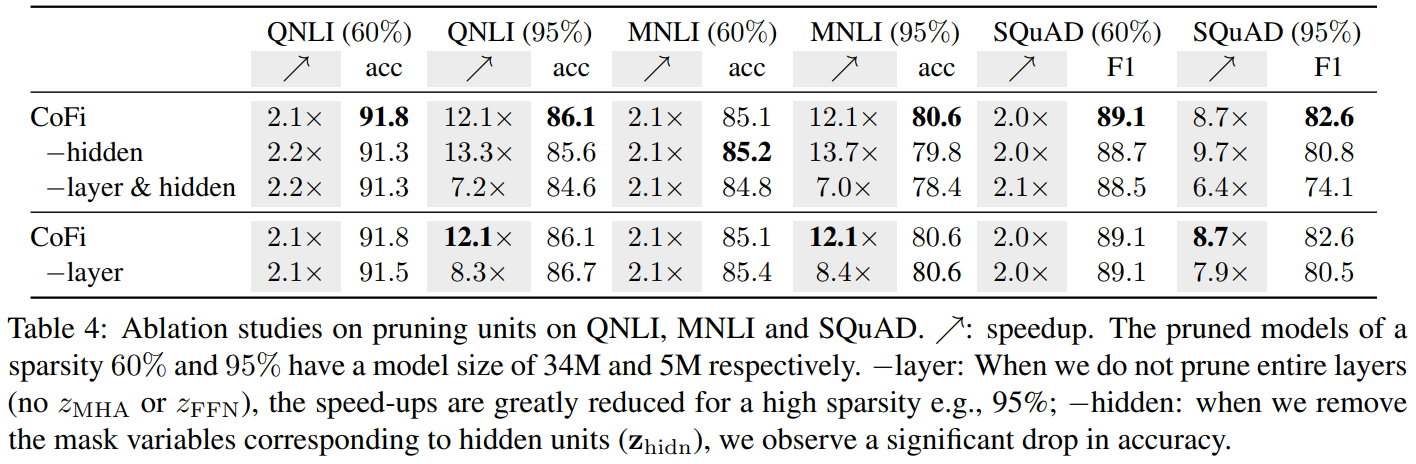 QNLI (60%) QNLI (95%) MNLI (60%) MNLI (95%) SQuAD (60%) SQuAD (95%)
↗ acc ↗ acc ↗ acc ↗ acc ↗ F1 ↗ F1
CoFi 2.1× 91.8 12.1× 86.1 2.1× 85.1 12.1× 80.6 2.0× 89.1 8.7× 82.6
−hidden 2.2× 91.3 13.3× 85.6 2.1× 85.2 13.7× 79.8 2.0× 88.7 9.7× 80.8
−layer & hidden 2.2× 91.3 7.2× 84.6 2.1× 84.8 7.0× 78.4 2.1× 88.5 6.4× 74.1
CoFi 2.1× 91.8 12.1× 86.1 2.1× 85.1 12.1× 80.6 2.0× 89.1 8.7× 82.6
−layer 2.1× 91.5 8.3× 86.7 2.1× 85.4 8.4× 80.6 2.0× 89.1 7.9× 80.5
Table 4: Ablation studies on pruning units on QNLI, MNLI and SQuAD. ↗: speedup. The pruned models of a
sparsity 60% and 95% have a model size of 34M and 5M respectively. −layer: When we do not prune entire layers
(no z_MHA or z_FFN), the speed-ups are greatly reduced for a high sparsity e.g., 95%; −hidden: when we remove
the mask variables corresponding to hidden units (z_hidn), we observe a significant drop in accuracy.